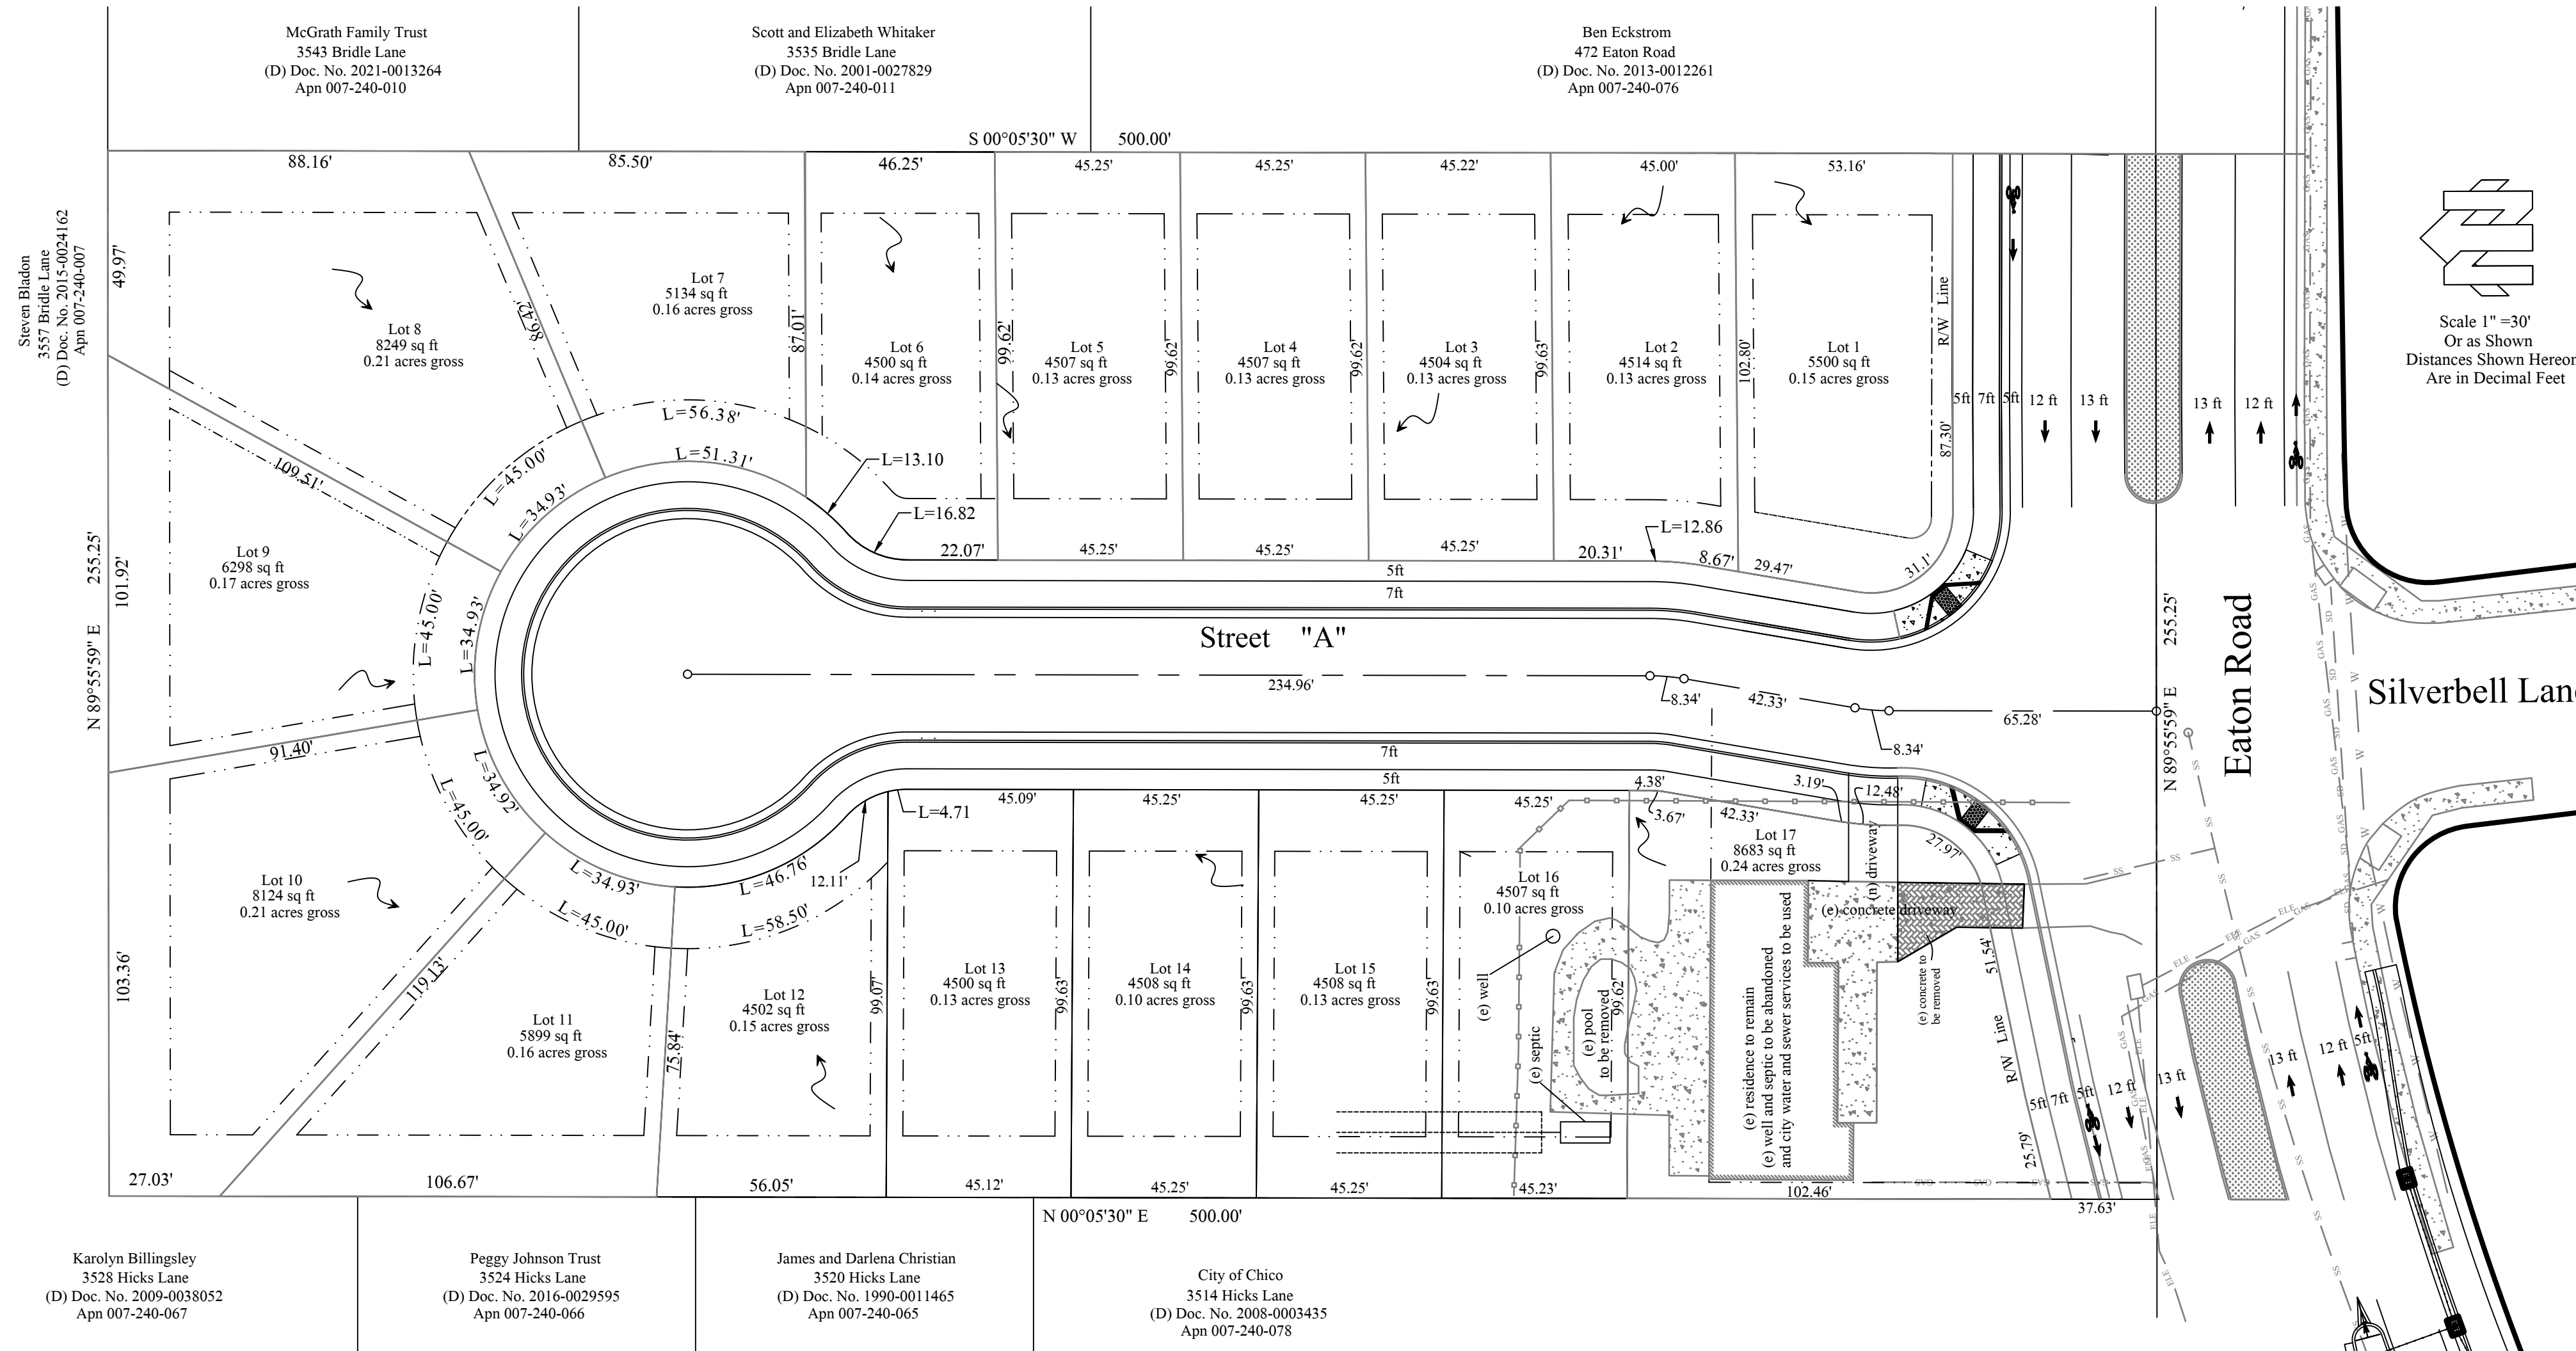 McGrath Family Trust
3543 Bridle Lane
(D) Doc. No. 2021-0013264
Apn 007-240-010
Scott and Elizabeth Whitaker
3535 Bridle Lane
(D) Doc. No. 2001-0027829
Apn 007-240-011
Ben Eckstrom
472 Eaton Road
(D) Doc. No. 2013-0012261
Apn 007-240-076
S 00°05'30" W 500.00'
88.16'
85.50'
46.25'
45.25'
45.25'
45.22'
45.00'
53.16'
Steven Bladon
3557 Bridle Lane
(D) Doc. No. 2015-0024162
Apn 007-240-007
49.97'
N 89°55'59" E 255.25'
101.92'
103.36'
Lot 8
8249 sq ft
0.21 acres gross
86.42'
Lot 7
5134 sq ft
0.16 acres gross
87.01'
Lot 6
4500 sq ft
0.14 acres gross
99.62'
Lot 5
4507 sq ft
0.13 acres gross
99.62'
Lot 4
4507 sq ft
0.13 acres gross
99.62'
Lot 3
4504 sq ft
0.13 acres gross
99.63'
Lot 2
4514 sq ft
0.13 acres gross
102.80'
Lot 1
5500 sq ft
0.15 acres gross
R/W Line
87.30'
5ft
7ft
5ft
12 ft
13 ft
13 ft
12 ft
Scale 1" =30'
Or as Shown
Distances Shown Hereon
Are in Decimal Feet
L=56.38'
L=51.31'
L=13.10
L=16.82
L=45.00'
L=34.93'
109.51'
22.07'
45.25'
45.25'
45.25'
20.31'
L=12.86
8.67'
29.47'
31.1'
5ft
7ft
Lot 9
6298 sq ft
0.17 acres gross
L=45.00'
L=34.93'
Street "A"
234.96'
8.34'
42.33'
8.34'
65.28'
N 89°55'59" E 255.25'
Eaton Road
Silverbell Lan
91.40'
L=34.92'
L=45.00'
7ft
5ft
L=4.71
45.09'
45.25'
45.25'
45.25'
4.38'
3.67'
42.33'
3.19'
12.48'
27.97'
Lot 10
8124 sq ft
0.21 acres gross
L=34.93'
L=45.00'
L=46.76'
12.11'
L=58.50'
119.13'
Lot 11
5899 sq ft
0.16 acres gross
75.84'
Lot 12
4502 sq ft
0.15 acres gross
99.07'
Lot 13
4500 sq ft
0.13 acres gross
99.63'
Lot 14
4508 sq ft
0.10 acres gross
99.63'
Lot 15
4508 sq ft
0.13 acres gross
99.63'
Lot 16
4507 sq ft
0.10 acres gross
99.62'
(e) well
(e) septic
(e) pool
to be removed
Lot 17
8683 sq ft
0.24 acres gross
(n) driveway
(e) concrete driveway
(e) concrete to
be removed
(e) residence to remain
(e) well and septic to be abandoned
and city water and sewer services to be used
51.54'
R/W Line
25.79'
5ft
7ft
5ft
12 ft
13 ft
13 ft
12 ft
5ft
SS
SS
SS
GAS
ELE
SD
W
27.03'
106.67'
56.05'
45.12'
45.25'
45.25'
45.23'
102.46'
37.63'
N 00°05'30" E 500.00'
Karolyn Billingsley
3528 Hicks Lane
(D) Doc. No. 2009-0038052
Apn 007-240-067
Peggy Johnson Trust
3524 Hicks Lane
(D) Doc. No. 2016-0029595
Apn 007-240-066
James and Darlena Christian
3520 Hicks Lane
(D) Doc. No. 1990-0011465
Apn 007-240-065
City of Chico
3514 Hicks Lane
(D) Doc. No. 2008-0003435
Apn 007-240-078